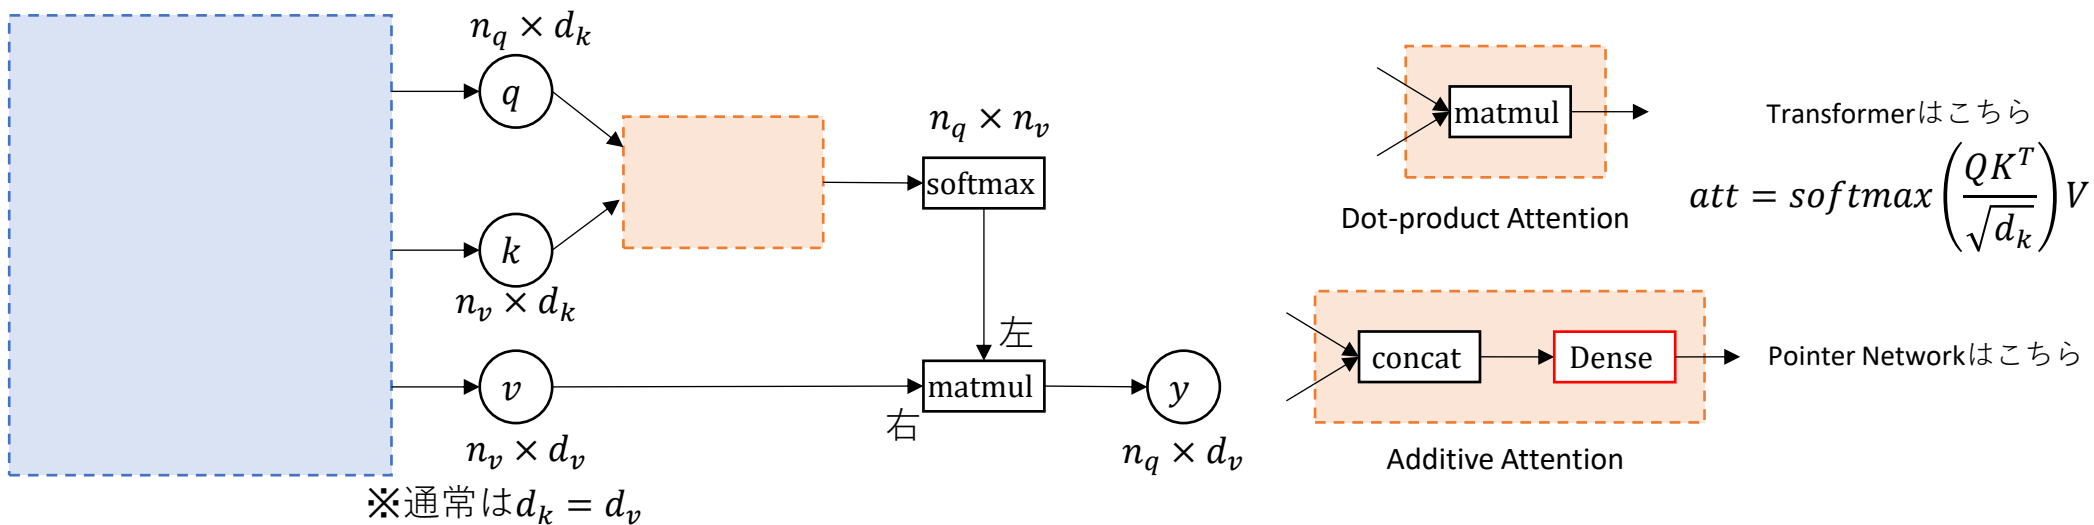 n_q × d_k
q
k
n_v × d_k
v
n_v × d_v
※通常はd_k = d_v
n_q × n_v
softmax
左
matmul
右
y
n_q × d_v
matmul
Dot-product Attention
Transformerはこちら
att = softmax(QK^T/√d_k)V
concat
Dense
Pointer Networkはこちら
Additive Attention